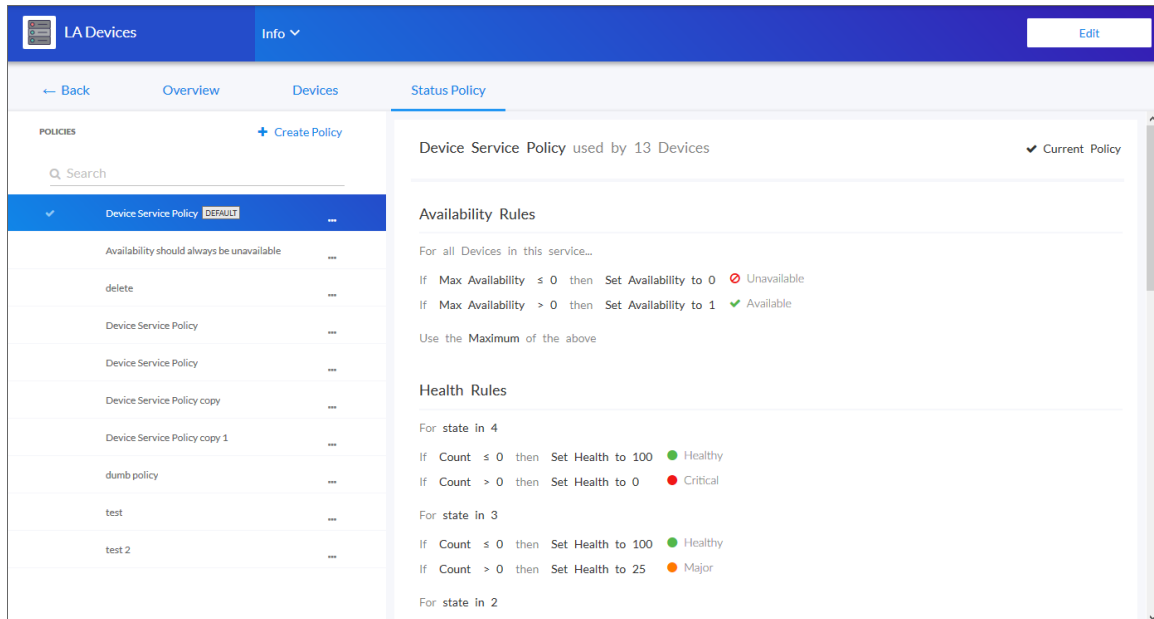 LA Devices
Info
Edit
← Back
Overview
Devices
Status Policy
POLICIES
+ Create Policy
Search
Device Service Policy DEFAULT
...
Availability should always be unavailable
...
delete
...
Device Service Policy
...
Device Service Policy
...
Device Service Policy copy
...
Device Service Policy copy 1
...
dumb policy
...
test
...
test 2
...
Device Service Policy used by 13 Devices
✔ Current Policy
Availability Rules
For all Devices in this service...
If Max Availability ≤ 0 then Set Availability to 0 Unavailable
If Max Availability > 0 then Set Availability to 1 Available
Use the Maximum of the above
Health Rules
For state in 4
If Count ≤ 0 then Set Health to 100 Healthy
If Count > 0 then Set Health to 0 Critical
For state in 3
If Count ≤ 0 then Set Health to 100 Healthy
If Count > 0 then Set Health to 25 Major
For state in 2